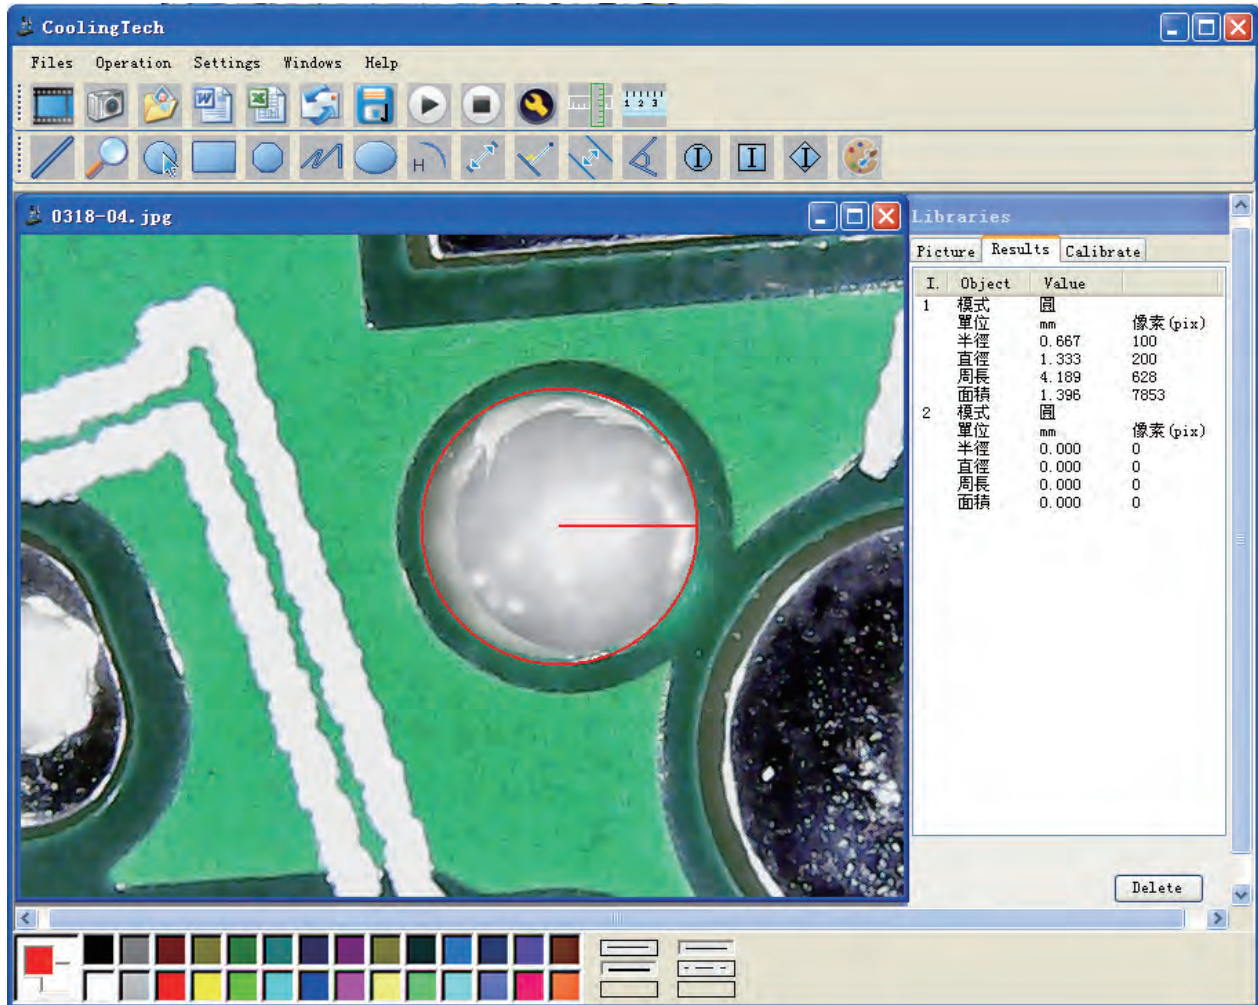 CoolingTech
Files Operation Settings Windows Help
W
1 2 3
H I I I
0318-04.jpg
Libraries
Picture Results Calibrate
I. Object Value
1 模式 圓
單位 mm 像素(pix)
半徑 0.667 100
直徑 1.333 200
周長 4.189 628
面積 1.396 7853
2 模式 圓
單位 mm 像素(pix)
半徑 0.000 0
直徑 0.000 0
周長 0.000 0
面積 0.000 0
Delete